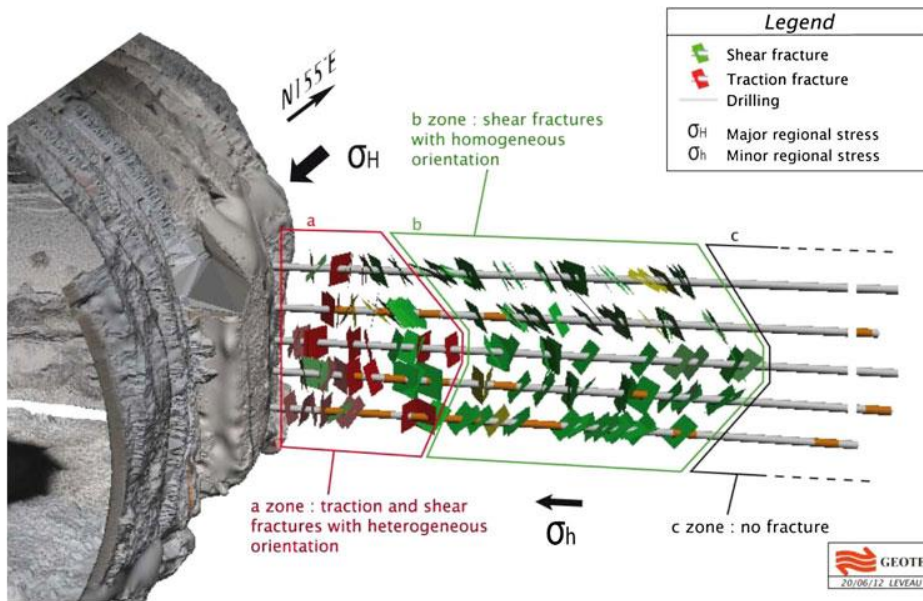 Legend
Shear fracture
Traction fracture
Drilling
σH Major regional stress
σh Minor regional stress
N155°E
σH
b zone : shear fractures
with homogeneous
orientation
a
b
c
a zone : traction and shear
fractures with heterogeneous
orientation
σh
c zone : no fracture
GEOTE
20/06/12 LEVEAU